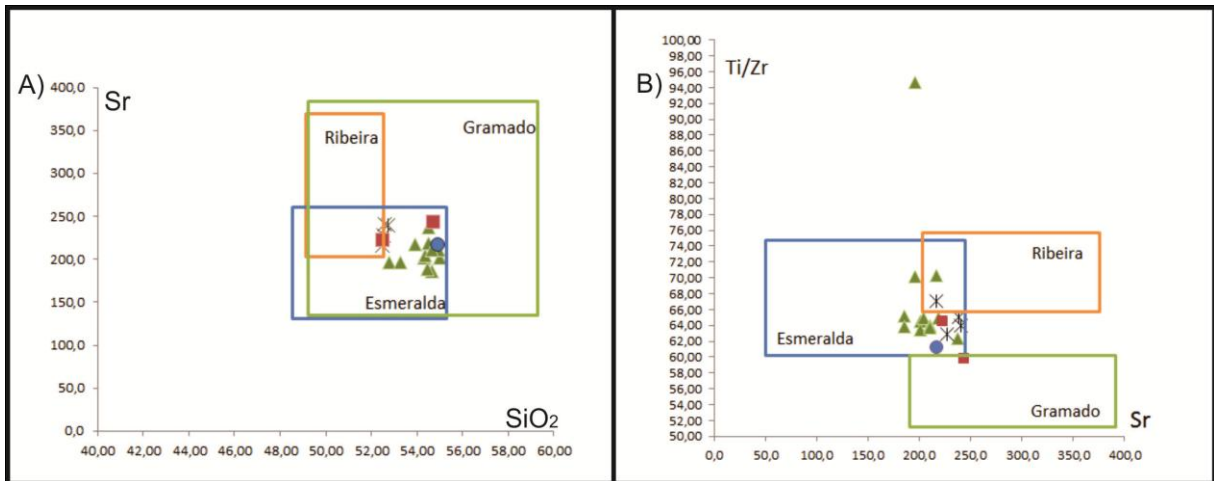 A)
Sr
400,0
350,0
300,0
250,0
200,0
150,0
100,0
50,0
0,0
Ribeira
Gramado
Esmeralda
SiO2
40,00 42,00 44,00 46,00 48,00 50,00 52,00 54,00 56,00 58,00 60,00
B)
Ti/Zr
100,00
98,00
96,00
94,00
92,00
90,00
88,00
86,00
84,00
82,00
80,00
78,00
76,00
74,00
72,00
70,00
68,00
66,00
64,00
62,00
60,00
58,00
56,00
54,00
52,00
50,00
Ribeira
Esmeralda
Gramado
Sr
0,0 50,0 100,0 150,0 200,0 250,0 300,0 350,0 400,0